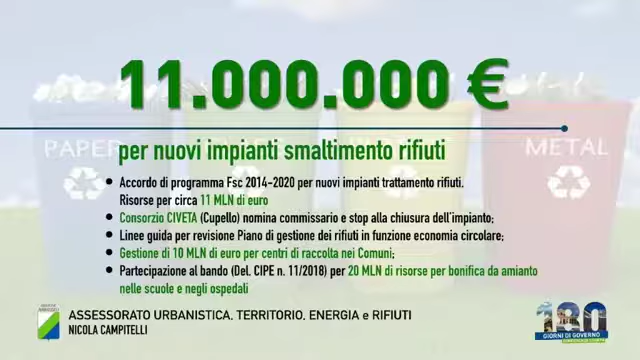 11.000.000 €
per nuovi impianti smaltimento rifiuti
PAPER
METAL
• Accordo di programma Fsc 2014-2020 per nuovi impianti trattamento rifiuti.
Risorse per circa 11 MLN di euro
• Consorzio CIVETA (Cupello) nomina commissario e stop alla chiusura dell'impianto;
• Linee guida per revisione Piano di gestione dei rifiuti in funzione economia circolare;
• Gestione di 10 MLN di euro per centri di raccolta nei Comuni;
• Partecipazione al bando (Del. CIPE n. 11/2018) per 20 MLN di risorse per bonifica da amianto
nelle scuole e negli ospedali
ASSESSORATO URBANISTICA, TERRITORIO, ENERGIA e RIFIUTI
NICOLA CAMPITELLI
180
GIORNI DI GOVERNO